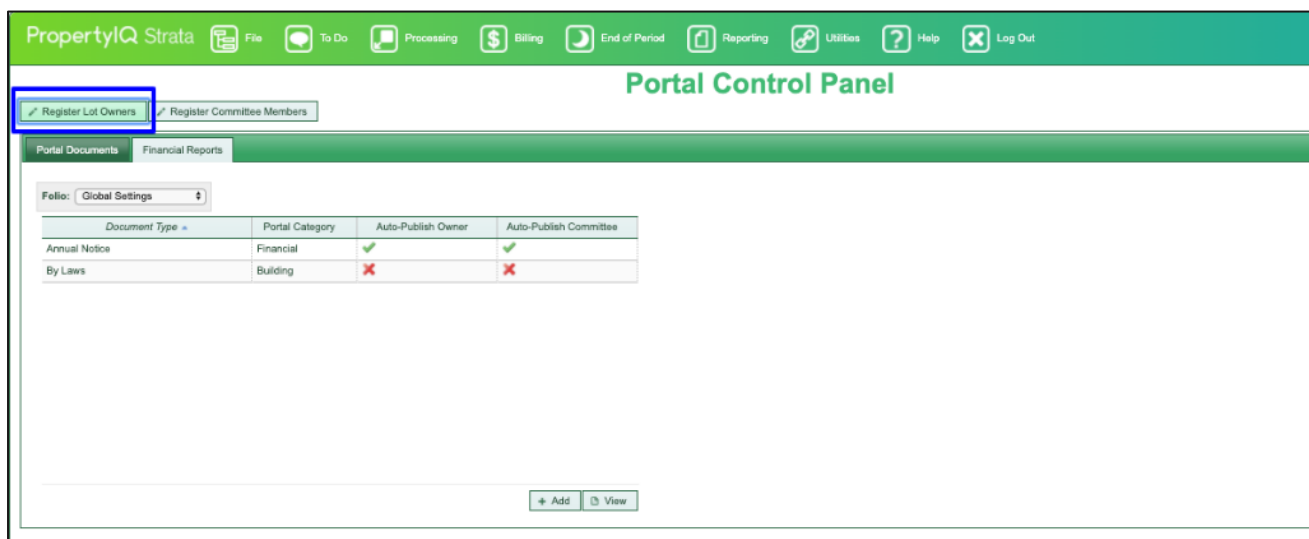 PropertyIQ Strata File To Do Processing Billing End of Period Reporting Utilities Help Log Out
Portal Control Panel
Register Lot Owners Register Committee Members
Portal Documents Financial Reports
Folio: Global Settings
Document Type Portal Category Auto-Publish Owner Auto-Publish Committee
Annual Notice Financial
By Laws Building
+ Add View